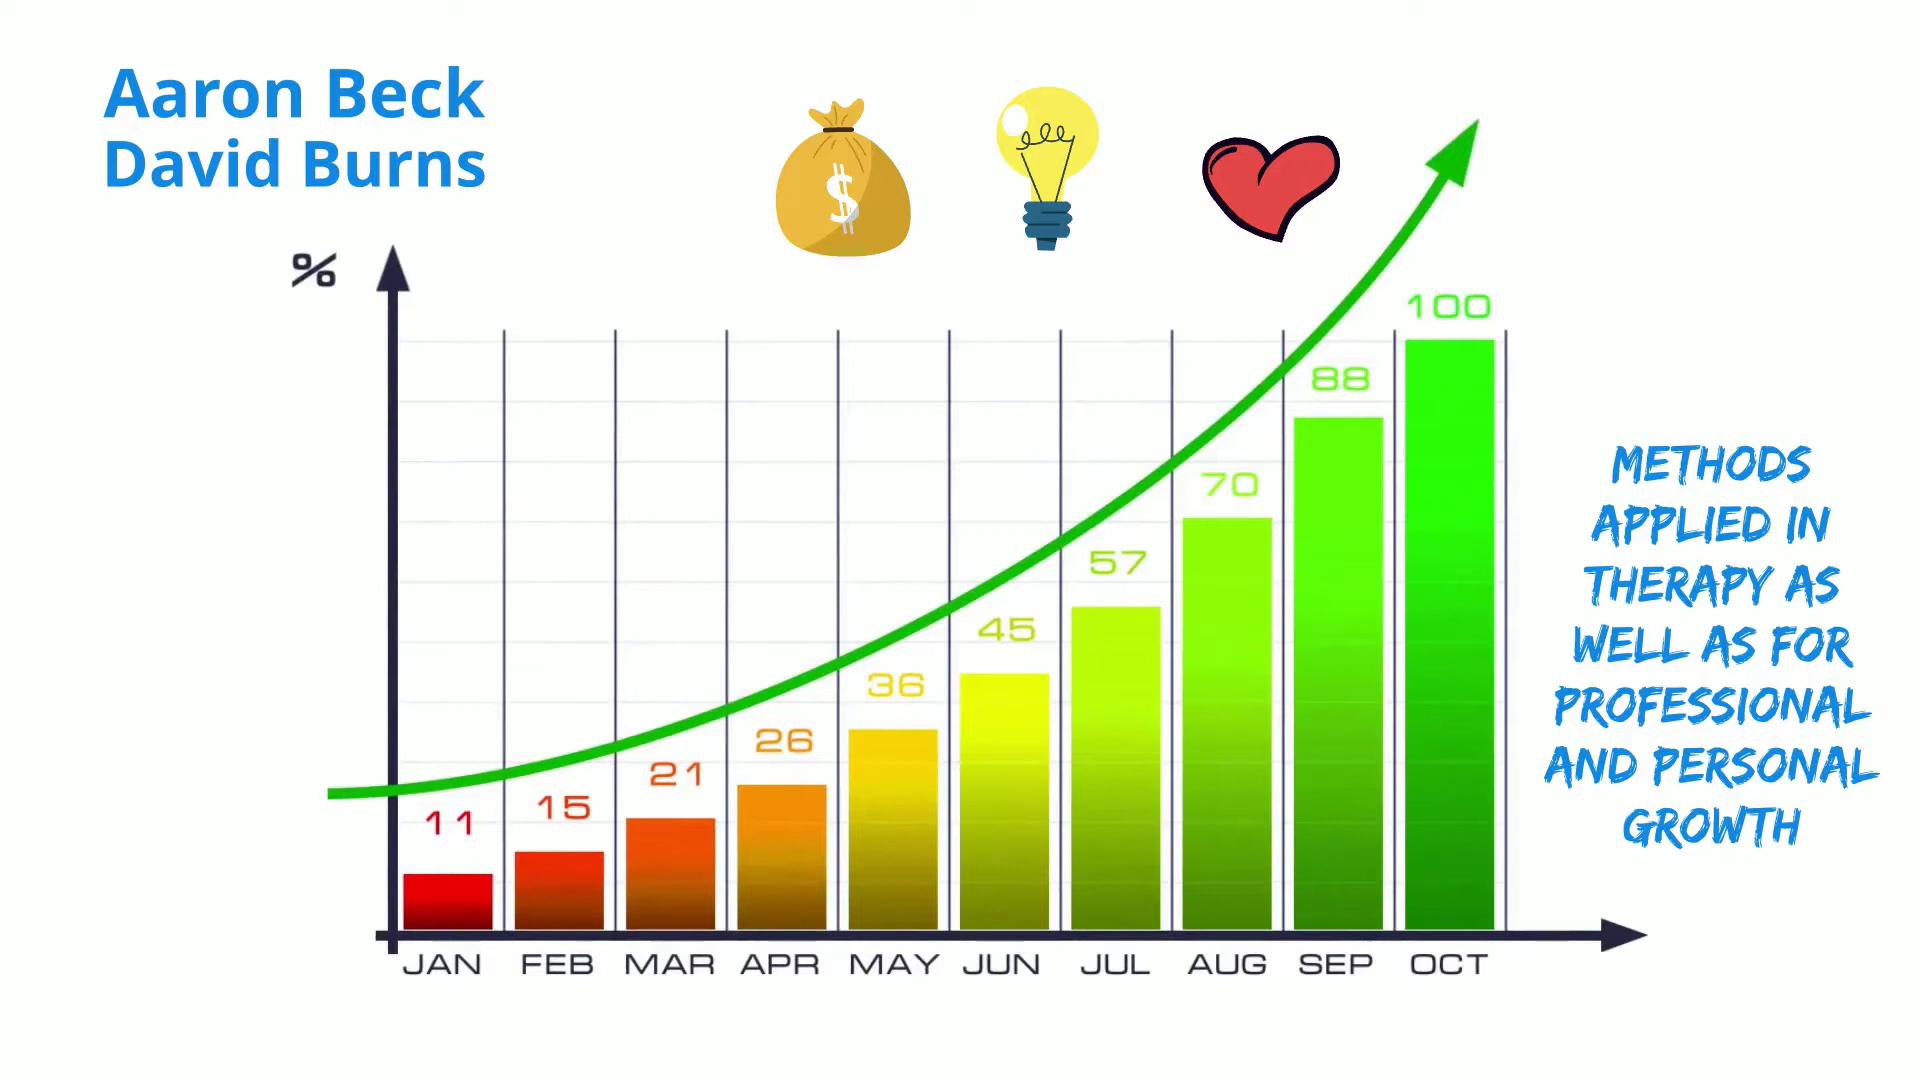 Aaron Beck
David Burns
$
%
100
88
70
57
45
36
26
21
15
11
METHODS
APPLIED IN
THERAPY AS
WELL AS FOR
PROFESSIONAL
AND PERSONAL
GROWTH
JAN FEB MAR APR MAY JUN JUL AUG SEP OCT